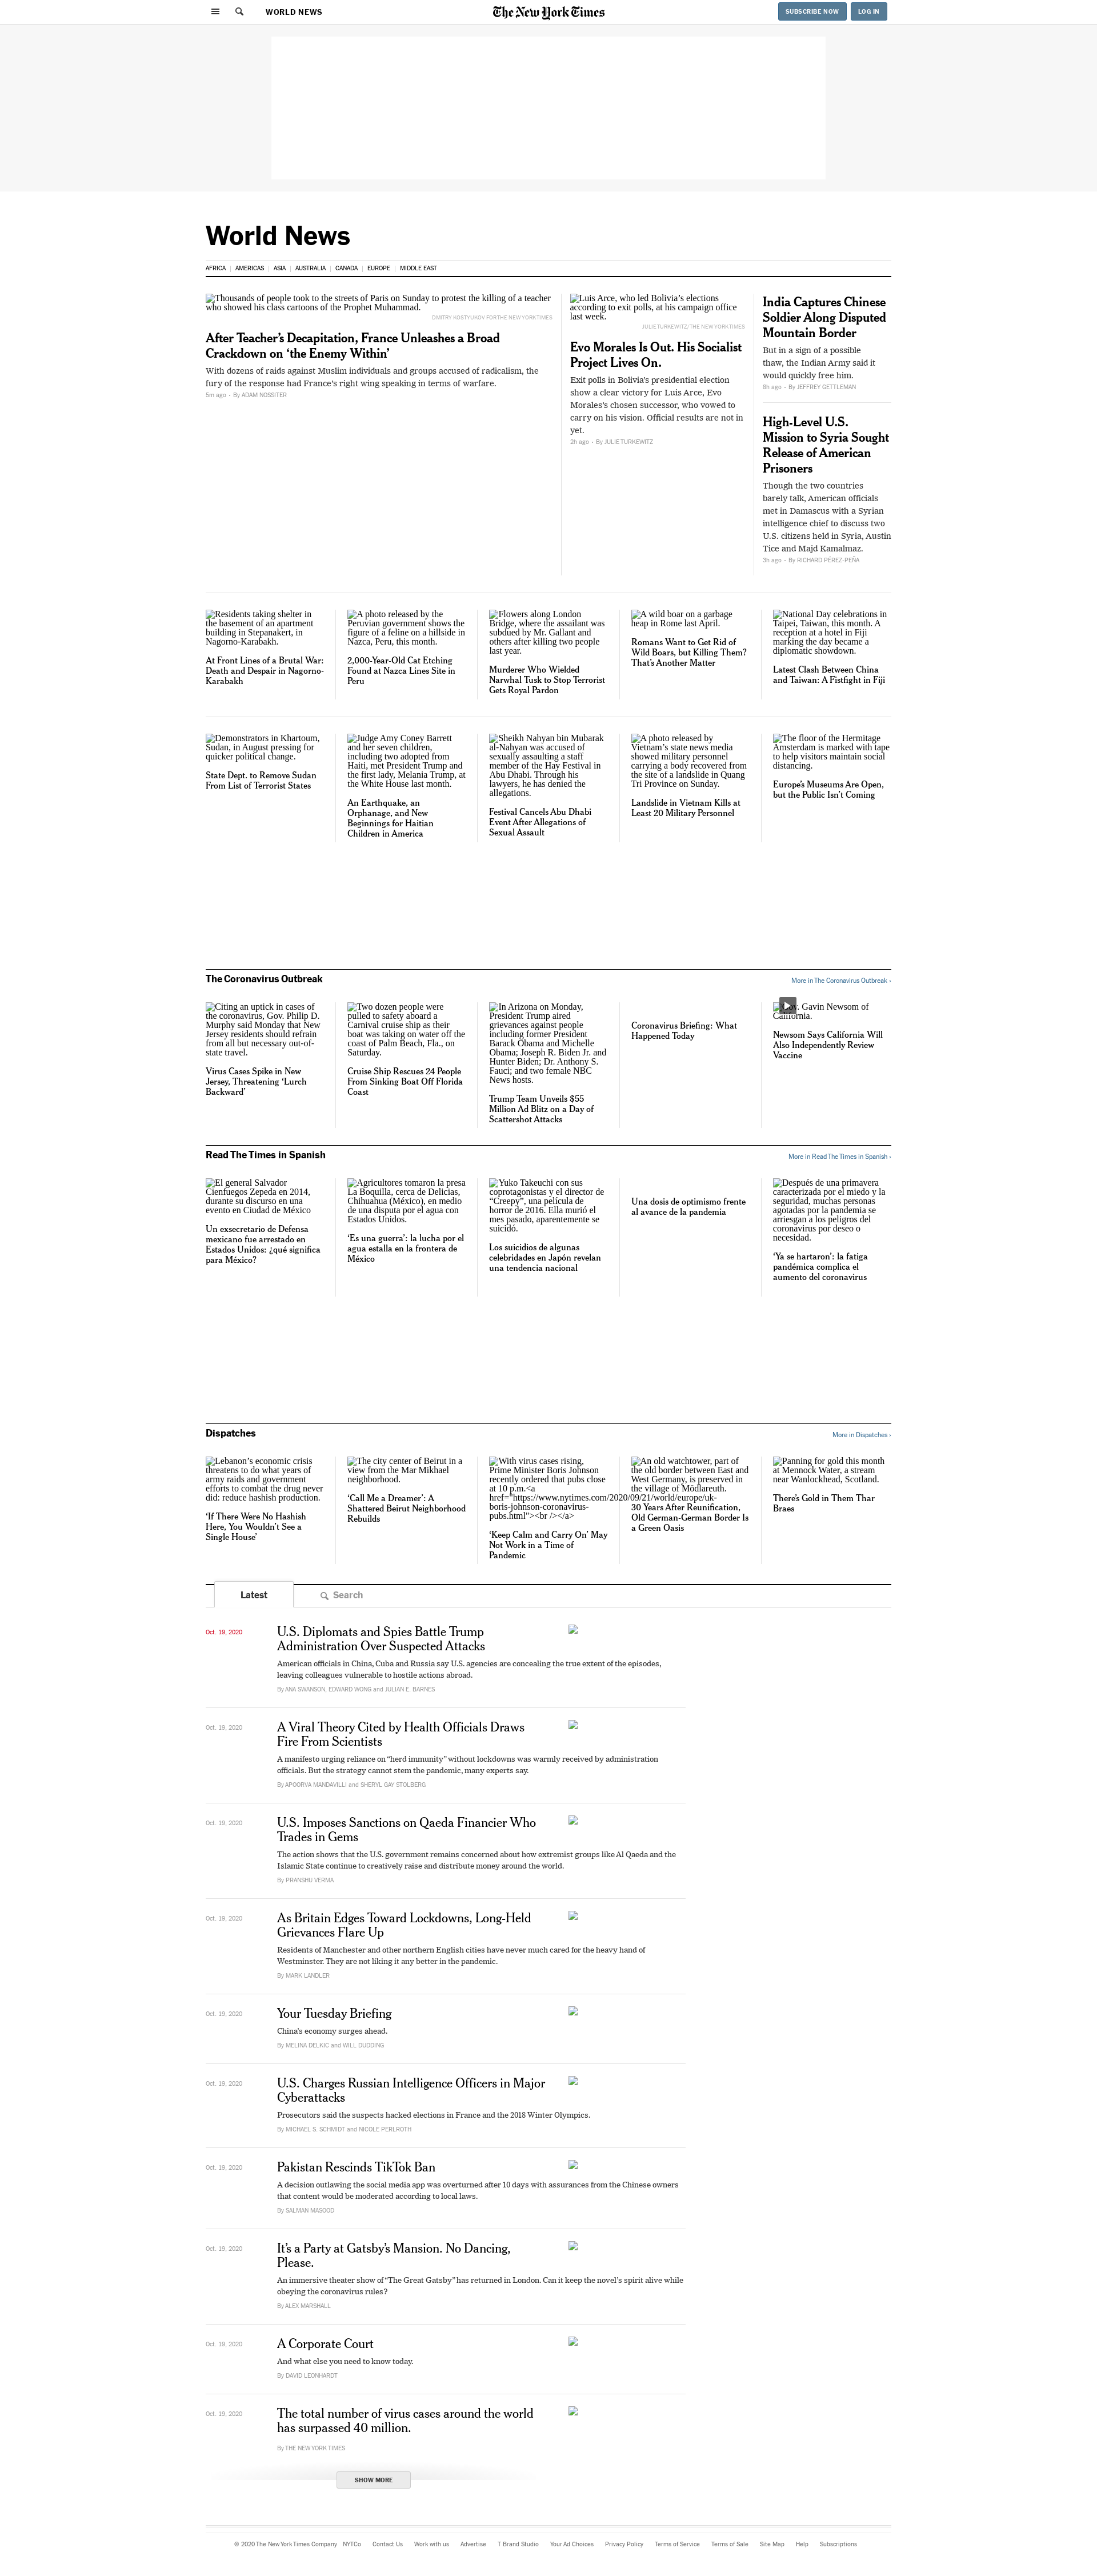 WORLD NEWS
The New York Times
SUBSCRIBE NOW
LOG IN
World News
AFRICA
AMERICAS
ASIA
AUSTRALIA
CANADA
EUROPE
MIDDLE EAST
Thousands of people took to the streets of Paris on Sunday to protest the killing of a teacher
who showed his class cartoons of the Prophet Muhammad.
DMITRY KOSTYUKOV FOR THE NEW YORK TIMES
After Teacher's Decapitation, France Unleashes a Broad
Crackdown on 'the Enemy Within'
With dozens of raids against Muslim individuals and groups accused of radicalism, the
fury of the response had France's right wing speaking in terms of warfare.
5m ago • By ADAM NOSSITER
Luis Arce, who led Bolivia's elections
according to exit polls, at his campaign office
last week.
JULIE TURKEWITZ/THE NEW YORK TIMES
Evo Morales Is Out. His Socialist
Project Lives On.
Exit polls in Bolivia's presidential election
show a clear victory for Luis Arce, Evo
Morales's chosen successor, who vowed to
carry on his vision. Official results are not in
yet.
2h ago • By JULIE TURKEWITZ
India Captures Chinese
Soldier Along Disputed
Mountain Border
But in a sign of a possible
thaw, the Indian Army said it
would quickly free him.
8h ago • By JEFFREY GETTLEMAN
High-Level U.S.
Mission to Syria Sought
Release of American
Prisoners
Though the two countries
barely talk, American officials
met in Damascus with a Syrian
intelligence chief to discuss two
U.S. citizens held in Syria, Austin
Tice and Majd Kamalmaz.
3h ago • By RICHARD PÉREZ-PEÑA
Residents taking shelter in
the basement of an apartment
building in Stepanakert, in
Nagorno-Karabakh.
At Front Lines of a Brutal War:
Death and Despair in Nagorno-
Karabakh
A photo released by the
Peruvian government shows the
figure of a feline on a hillside in
Nazca, Peru, this month.
2,000-Year-Old Cat Etching
Found at Nazca Lines Site in
Peru
Flowers along London
Bridge, where the assailant was
subdued by Mr. Gallant and
others after killing two people
last year.
Murderer Who Wielded
Narwhal Tusk to Stop Terrorist
Gets Royal Pardon
A wild boar on a garbage
heap in Rome last April.
Romans Want to Get Rid of
Wild Boars, but Killing Them?
That's Another Matter
National Day celebrations in
Taipei, Taiwan, this month. A
reception at a hotel in Fiji
marking the day became a
diplomatic showdown.
Latest Clash Between China
and Taiwan: A Fistfight in Fiji
Demonstrators in Khartoum,
Sudan, in August pressing for
quicker political change.
State Dept. to Remove Sudan
From List of Terrorist States
Judge Amy Coney Barrett
and her seven children,
including two adopted from
Haiti, met President Trump and
the first lady, Melania Trump, at
the White House last month.
An Earthquake, an
Orphanage, and New
Beginnings for Haitian
Children in America
Sheikh Nahyan bin Mubarak
al-Nahyan was accused of
sexually assaulting a staff
member of the Hay Festival in
Abu Dhabi. Through his
lawyers, he has denied the
allegations.
Festival Cancels Abu Dhabi
Event After Allegations of
Sexual Assault
A photo released by
Vietnam's state news media
showed military personnel
carrying a body recovered from
the site of a landslide in Quang
Tri Province on Sunday.
Landslide in Vietnam Kills at
Least 20 Military Personnel
The floor of the Hermitage
Amsterdam is marked with tape
to help visitors maintain social
distancing.
Europe's Museums Are Open,
but the Public Isn't Coming
The Coronavirus Outbreak
More in The Coronavirus Outbreak ›
Citing an uptick in cases of
the coronavirus, Gov. Philip D.
Murphy said Monday that New
Jersey residents should refrain
from all but necessary out-of-
state travel.
Virus Cases Spike in New
Jersey, Threatening 'Lurch
Backward'
Two dozen people were
pulled to safety aboard a
Carnival cruise ship as their
boat was taking on water off the
coast of Palm Beach, Fla., on
Saturday.
Cruise Ship Rescues 24 People
From Sinking Boat Off Florida
Coast
In Arizona on Monday,
President Trump aired
grievances against people
including former President
Barack Obama and Michelle
Obama; Joseph R. Biden Jr. and
Hunter Biden; Dr. Anthony S.
Fauci; and two female NBC
News hosts.
Trump Team Unveils $55
Million Ad Blitz on a Day of
Scattershot Attacks
Coronavirus Briefing: What
Happened Today
Gavin Newsom of
California.
Newsom Says California Will
Also Independently Review
Vaccine
Read The Times in Spanish
More in Read The Times in Spanish ›
El general Salvador
Cienfuegos Zepeda en 2014,
durante su discurso en una
evento en Ciudad de México
Un exsecretario de Defensa
mexicano fue arrestado en
Estados Unidos: ¿qué significa
para México?
Agricultores tomaron la presa
La Boquilla, cerca de Delicias,
Chihuahua (México), en medio
de una disputa por el agua con
Estados Unidos.
'Es una guerra': la lucha por el
agua estalla en la frontera de
México
Yuko Takeuchi con sus
coprotagonistas y el director de
"Creepy", una película de
horror de 2016. Ella murió el
mes pasado, aparentemente se
suicidó.
Los suicidios de algunas
celebridades en Japón revelan
una tendencia nacional
Una dosis de optimismo frente
al avance de la pandemia
Después de una primavera
caracterizada por el miedo y la
seguridad, muchas personas
agotadas por la pandemia se
arriesgan a los peligros del
coronavirus por deseo o
necesidad.
'Ya se hartaron': la fatiga
pandémica complica el
aumento del coronavirus
Dispatches
More in Dispatches ›
Lebanon's economic crisis
threatens to do what years of
army raids and government
efforts to combat the drug never
did: reduce hashish production.
'If There Were No Hashish
Here, You Wouldn't See a
Single House'
The city center of Beirut in a
view from the Mar Mikhael
neighborhood.
'Call Me a Dreamer': A
Shattered Beirut Neighborhood
Rebuilds
With virus cases rising,
Prime Minister Boris Johnson
recently ordered that pubs close
at 10 p.m.<a
href="https://www.nytimes.com/2020/09/21/world/europe/uk-
boris-johnson-coronavirus-
pubs.html"><br /></a>
'Keep Calm and Carry On' May
Not Work in a Time of
Pandemic
An old watchtower, part of
the old border between East and
West Germany, is preserved in
the village of Mödlareuth.
30 Years After Reunification,
Old German-German Border Is
a Green Oasis
Panning for gold this month
at Mennock Water, a stream
near Wanlockhead, Scotland.
There's Gold in Them Thar
Braes
Latest
Search
Oct. 19, 2020
U.S. Diplomats and Spies Battle Trump
Administration Over Suspected Attacks
American officials in China, Cuba and Russia say U.S. agencies are concealing the true extent of the episodes,
leaving colleagues vulnerable to hostile actions abroad.
By ANA SWANSON, EDWARD WONG and JULIAN E. BARNES
Oct. 19, 2020
A Viral Theory Cited by Health Officials Draws
Fire From Scientists
A manifesto urging reliance on "herd immunity" without lockdowns was warmly received by administration
officials. But the strategy cannot stem the pandemic, many experts say.
By APOORVA MANDAVILLI and SHERYL GAY STOLBERG
Oct. 19, 2020
U.S. Imposes Sanctions on Qaeda Financier Who
Trades in Gems
The action shows that the U.S. government remains concerned about how extremist groups like Al Qaeda and the
Islamic State continue to creatively raise and distribute money around the world.
By PRANSHU VERMA
Oct. 19, 2020
As Britain Edges Toward Lockdowns, Long-Held
Grievances Flare Up
Residents of Manchester and other northern English cities have never much cared for the heavy hand of
Westminster. They are not liking it any better in the pandemic.
By MARK LANDLER
Oct. 19, 2020
Your Tuesday Briefing
China's economy surges ahead.
By MELINA DELKIC and WILL DUDDING
Oct. 19, 2020
U.S. Charges Russian Intelligence Officers in Major
Cyberattacks
Prosecutors said the suspects hacked elections in France and the 2018 Winter Olympics.
By MICHAEL S. SCHMIDT and NICOLE PERLROTH
Oct. 19, 2020
Pakistan Rescinds TikTok Ban
A decision outlawing the social media app was overturned after 10 days with assurances from the Chinese owners
that content would be moderated according to local laws.
By SALMAN MASOOD
Oct. 19, 2020
It's a Party at Gatsby's Mansion. No Dancing,
Please.
An immersive theater show of "The Great Gatsby" has returned in London. Can it keep the novel's spirit alive while
obeying the coronavirus rules?
By ALEX MARSHALL
Oct. 19, 2020
A Corporate Court
And what else you need to know today.
By DAVID LEONHARDT
Oct. 19, 2020
The total number of virus cases around the world
has surpassed 40 million.
By THE NEW YORK TIMES
SHOW MORE
© 2020 The New York Times Company
NYTCo
Contact Us
Work with us
Advertise
T Brand Studio
Your Ad Choices
Privacy Policy
Terms of Service
Terms of Sale
Site Map
Help
Subscriptions